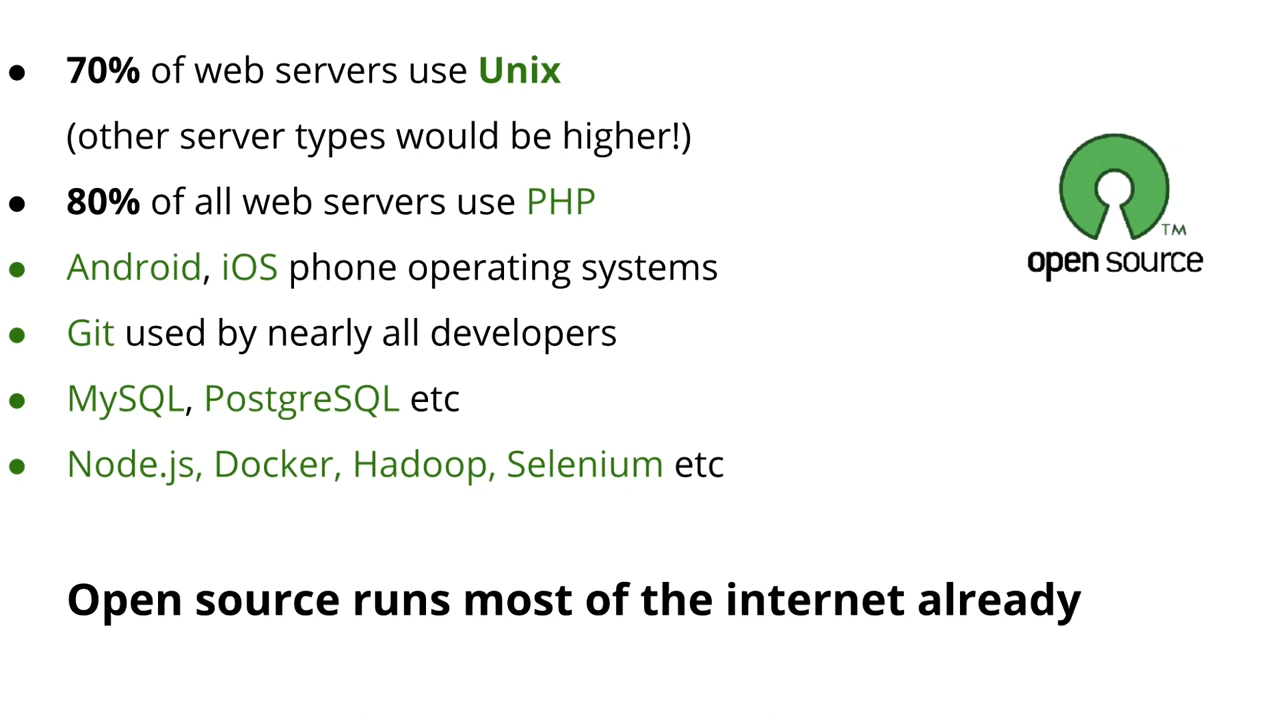 ● 70% of web servers use Unix
(other server types would be higher!)
● 80% of all web servers use PHP
● Android, iOS phone operating systems
● Git used by nearly all developers
● MySQL, PostgreSQL etc
● Node.js, Docker, Hadoop, Selenium etc
Open source runs most of the internet already
TM
open source